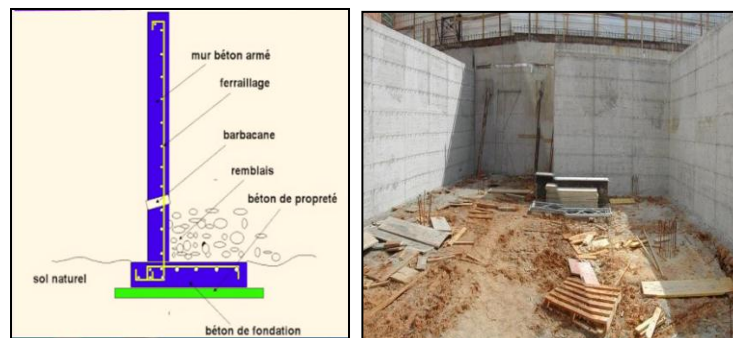 mur béton armé
ferraillage
barbacane
remblais
béton de propreté
sol naturel
béton de fondation